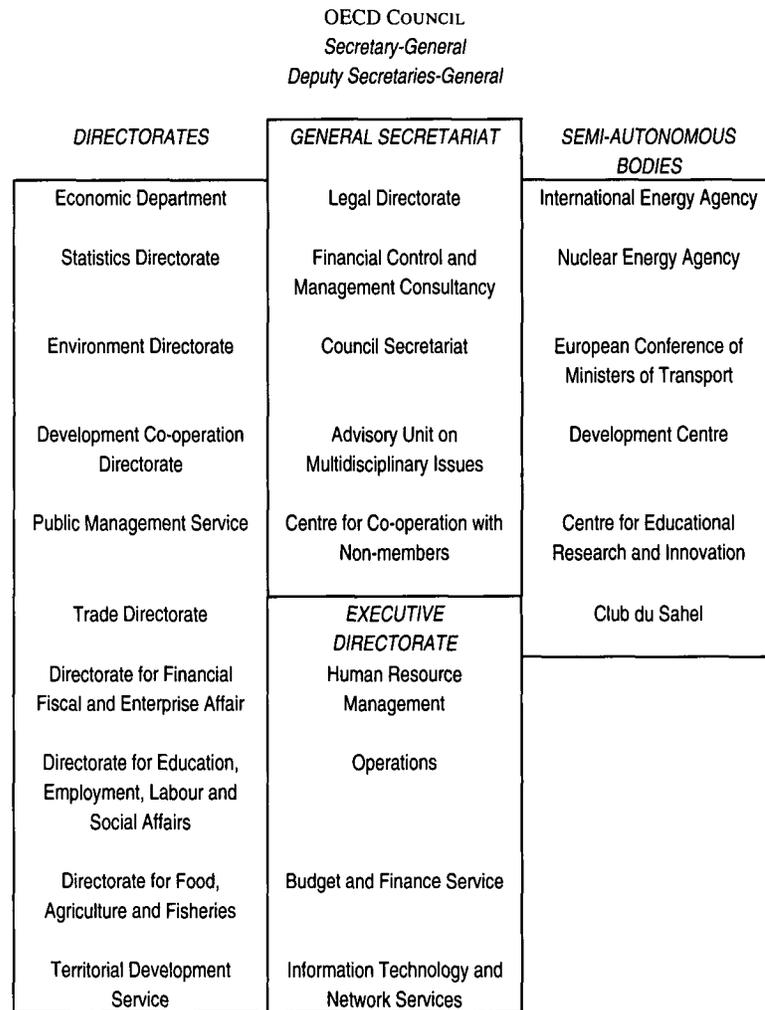 OECD COUNCIL
Secretary-General
Deputy Secretaries-General
DIRECTORATES
Economic Department
Statistics Directorate
Environment Directorate
Development Co-operation
Directorate
Public Management Service
Trade Directorate
Directorate for Financial
Fiscal and Enterprise Affair
Directorate for Education,
Employment, Labour and
Social Affairs
Directorate for Food,
Agriculture and Fisheries
Territorial Development
Service
GENERAL SECRETARIAT
Legal Directorate
Financial Control and
Management Consultancy
Council Secretariat
Advisory Unit on
Multidisciplinary Issues
Centre for Co-operation with
Non-members
EXECUTIVE
DIRECTORATE
Human Resource
Management
Operations
Budget and Finance Service
Information Technology and
Network Services
SEMI-AUTONOMOUS
BODIES
International Energy Agency
Nuclear Energy Agency
European Conference of
Ministers of Transport
Development Centre
Centre for Educational
Research and Innovation
Club du Sahel